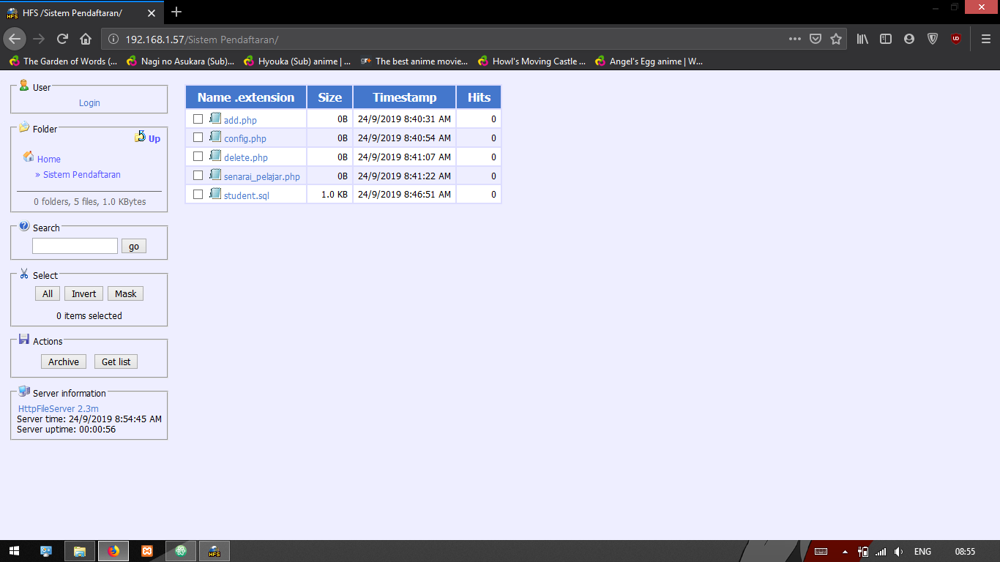 HFS /Sistem Pendaftaran/
192.168.1.57/Sistem Pendaftaran/
The Garden of Words (... Nagi no Asukara (Sub)... Hyouka (Sub) anime | ... The best anime movie... Howl's Moving Castle ... Angel's Egg anime | W...
User
Login
Folder
Up
Home
» Sistem Pendaftaran
0 folders, 5 files, 1.0 KBytes
Search
go
Select
All Invert Mask
0 items selected
Actions
Archive Get list
Server information
HttpFileServer 2.3m
Server time: 24/9/2019 8:54:45 AM
Server uptime: 00:00:56
Name .extension Size Timestamp Hits
add.php 0B 24/9/2019 8:40:31 AM 0
config.php 0B 24/9/2019 8:40:54 AM 0
delete.php 0B 24/9/2019 8:41:07 AM 0
senarai_pelajar.php 0B 24/9/2019 8:41:22 AM 0
student.sql 1.0 KB 24/9/2019 8:46:51 AM 0
HFS
ENG 08:55